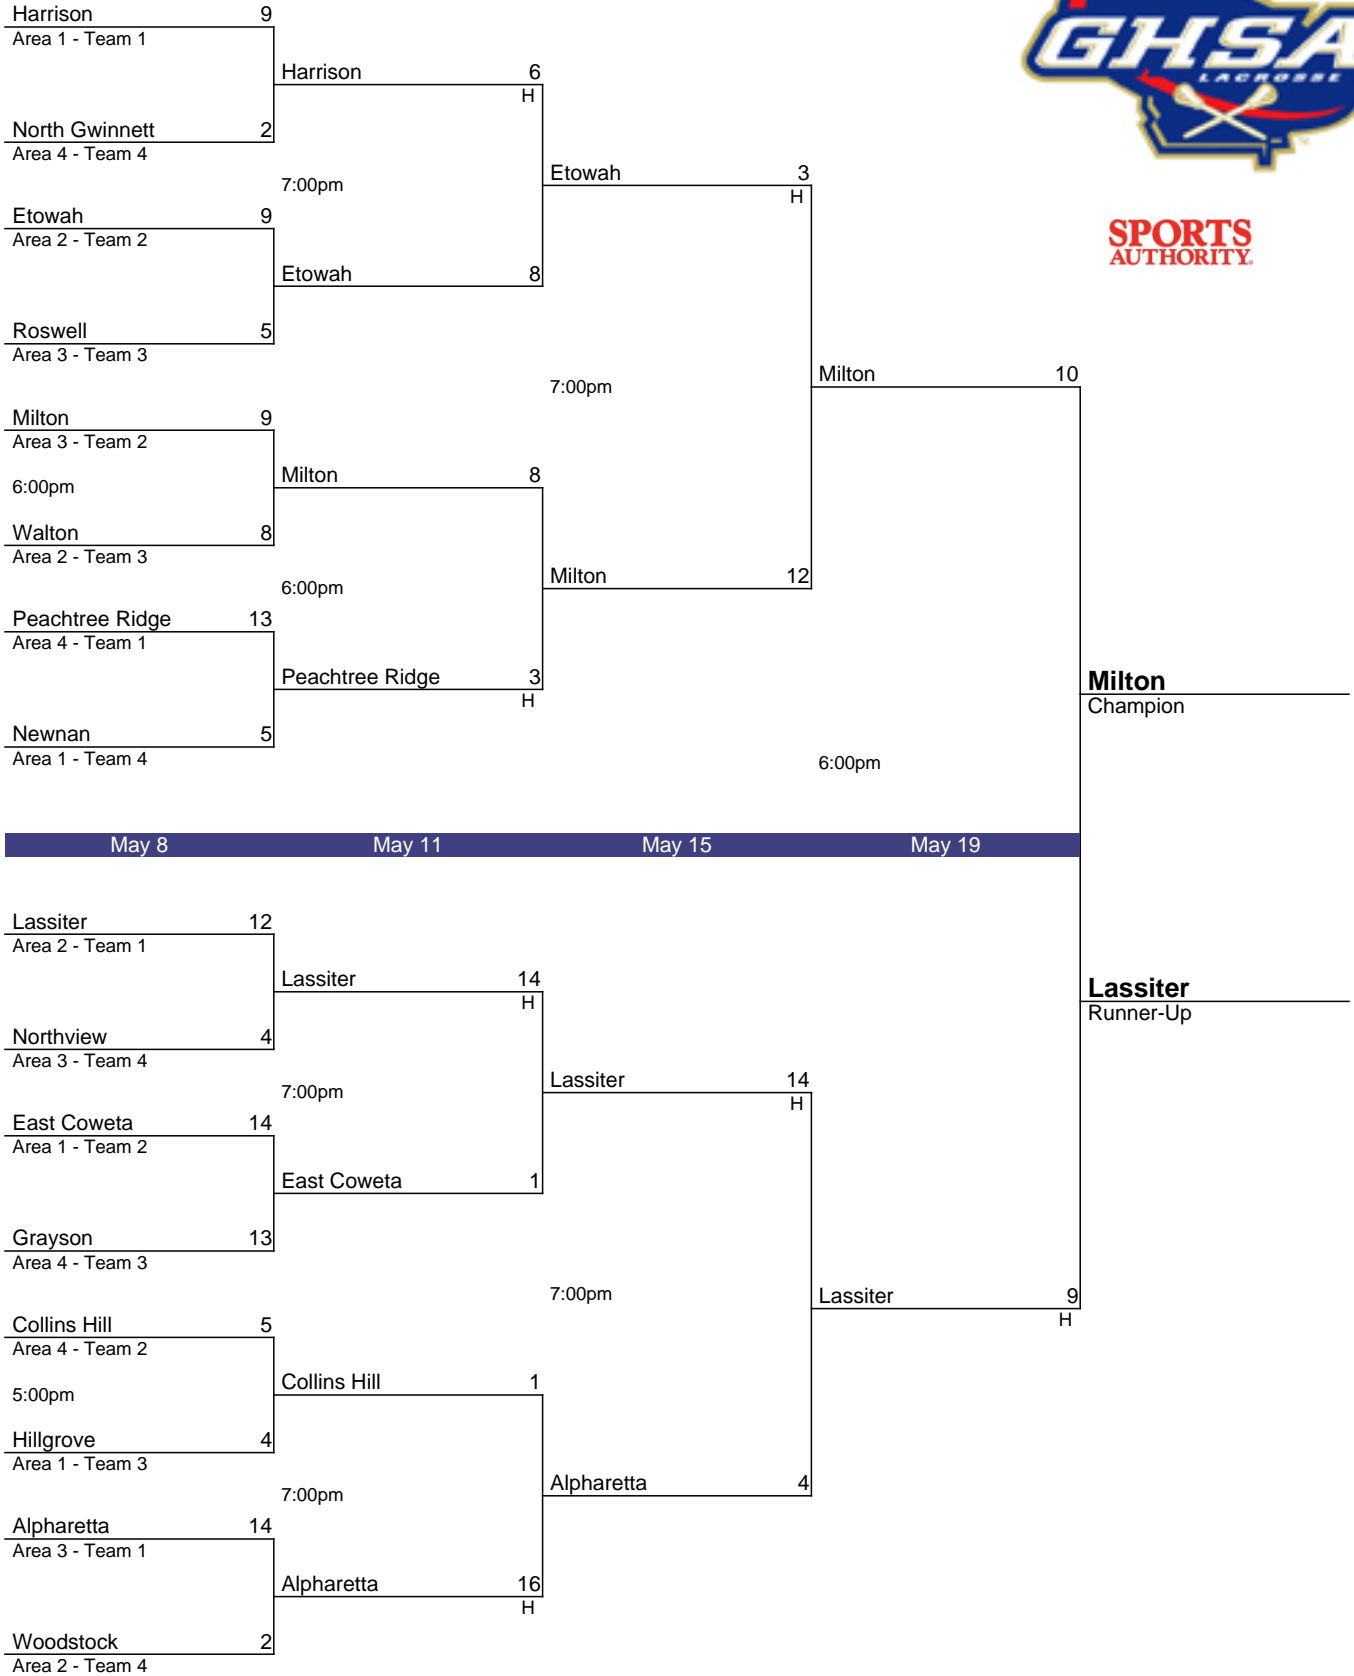 Harrison 9
Area 1 - Team 1
Harrison 6
H
North Gwinnett 2
Area 4 - Team 4
7:00pm
Etowah 3
H
Etowah 9
Area 2 - Team 2
Etowah 8
Roswell 5
Area 3 - Team 3
7:00pm
Milton 10
Milton 9
Area 3 - Team 2
6:00pm
Milton 8
Walton 8
Area 2 - Team 3
6:00pm
Milton 12
Peachtree Ridge 13
Area 4 - Team 1
Peachtree Ridge 3
H
Newnan 5
Area 1 - Team 4
6:00pm
Milton
Champion
GHSA
LACROSSE
SPORTS
AUTHORITY
May 8 May 11 May 15 May 19
Lassiter 12
Area 2 - Team 1
Lassiter 14
H
Northview 4
Area 3 - Team 4
7:00pm
Lassiter 14
H
East Coweta 14
Area 1 - Team 2
East Coweta 1
Grayson 13
Area 4 - Team 3
7:00pm
Lassiter 9
H
Collins Hill 5
Area 4 - Team 2
5:00pm
Collins Hill 1
Hillgrove 4
Area 1 - Team 3
7:00pm
Alpharetta 4
Alpharetta 14
Area 3 - Team 1
Alpharetta 16
H
Woodstock 2
Area 2 - Team 4
Lassiter
Runner-Up